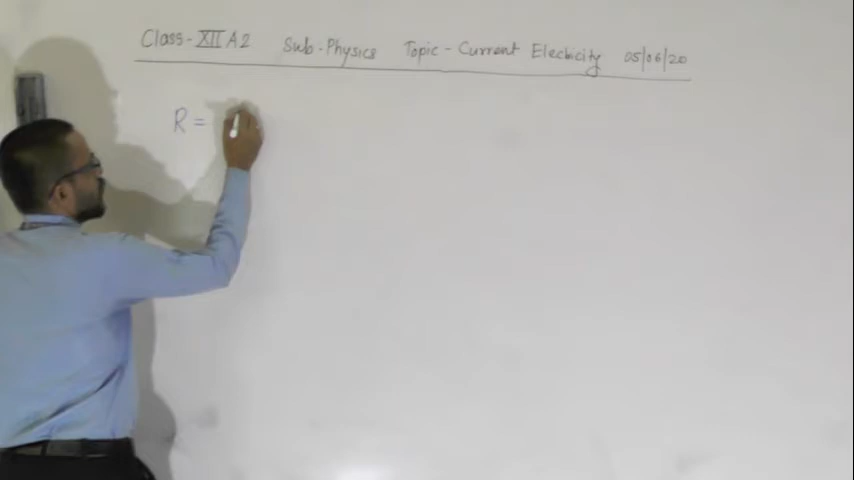 Class-XII A2 Sub-Physics Topic-Current Electricity 05/06/20
R =